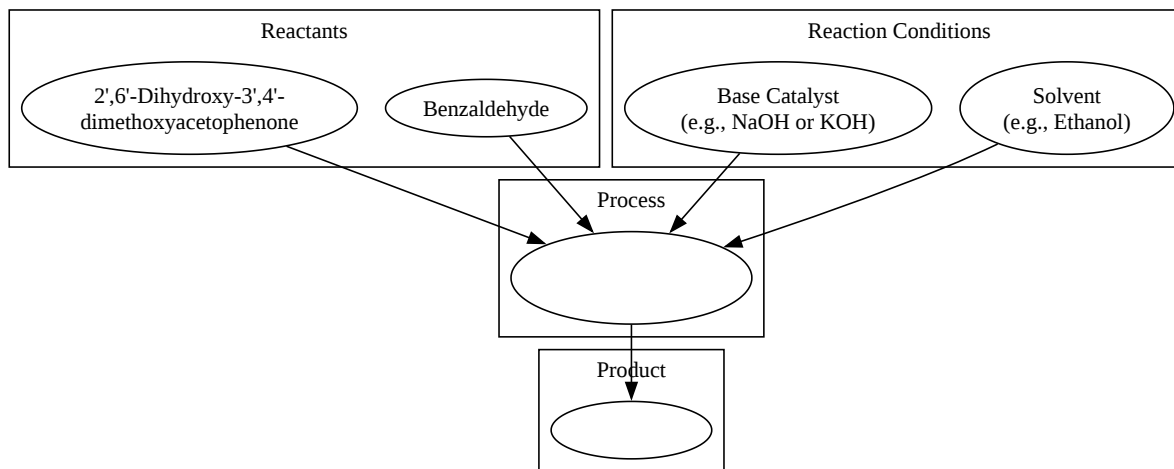 Reactants
Reaction Conditions
2',6'-Dihydroxy-3',4'-
dimethoxyacetophenone
Benzaldehyde
Base Catalyst
(e.g., NaOH or KOH)
Solvent
(e.g., Ethanol)
Process
Product